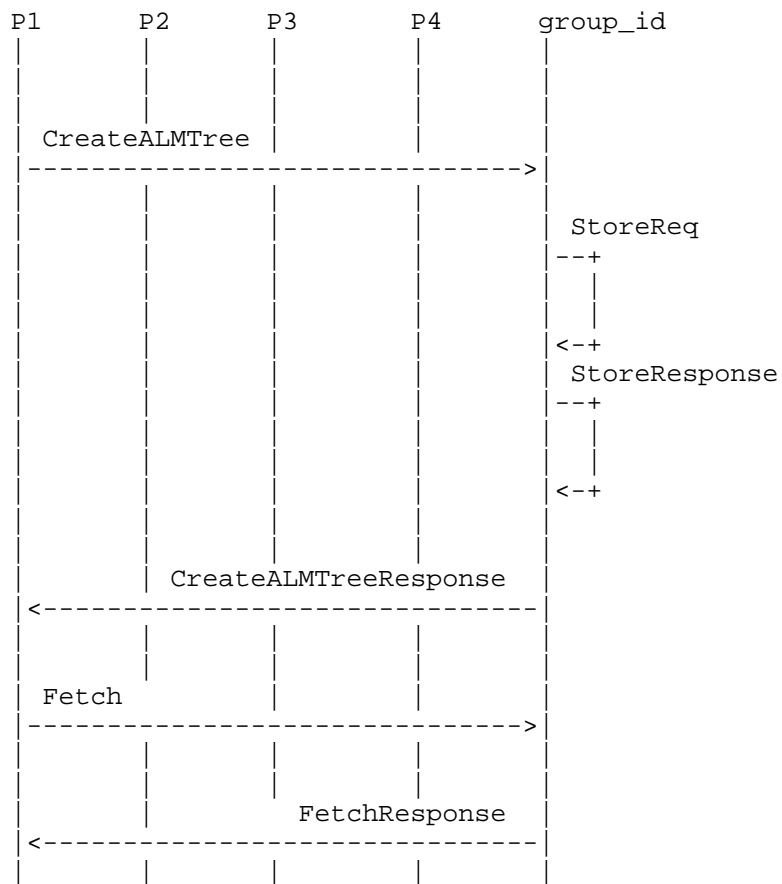 P1 P2 P3 P4 group_id
CreateALMTree
StoreReq
StoreResponse
CreateALMTreeResponse
Fetch
FetchResponse